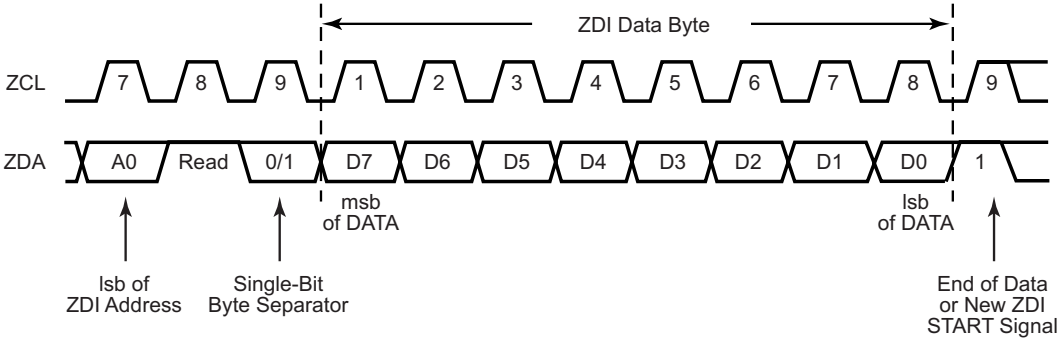 ZDI Data Byte
ZCL 7 8 9 1 2 3 4 5 6 7 8 9
ZDA A0 Read 0/1 D7 D6 D5 D4 D3 D2 D1 D0 1
msb
of DATA
lsb
of DATA
lsb of
ZDI Address
Single-Bit
Byte Separator
End of Data
or New ZDI
START Signal